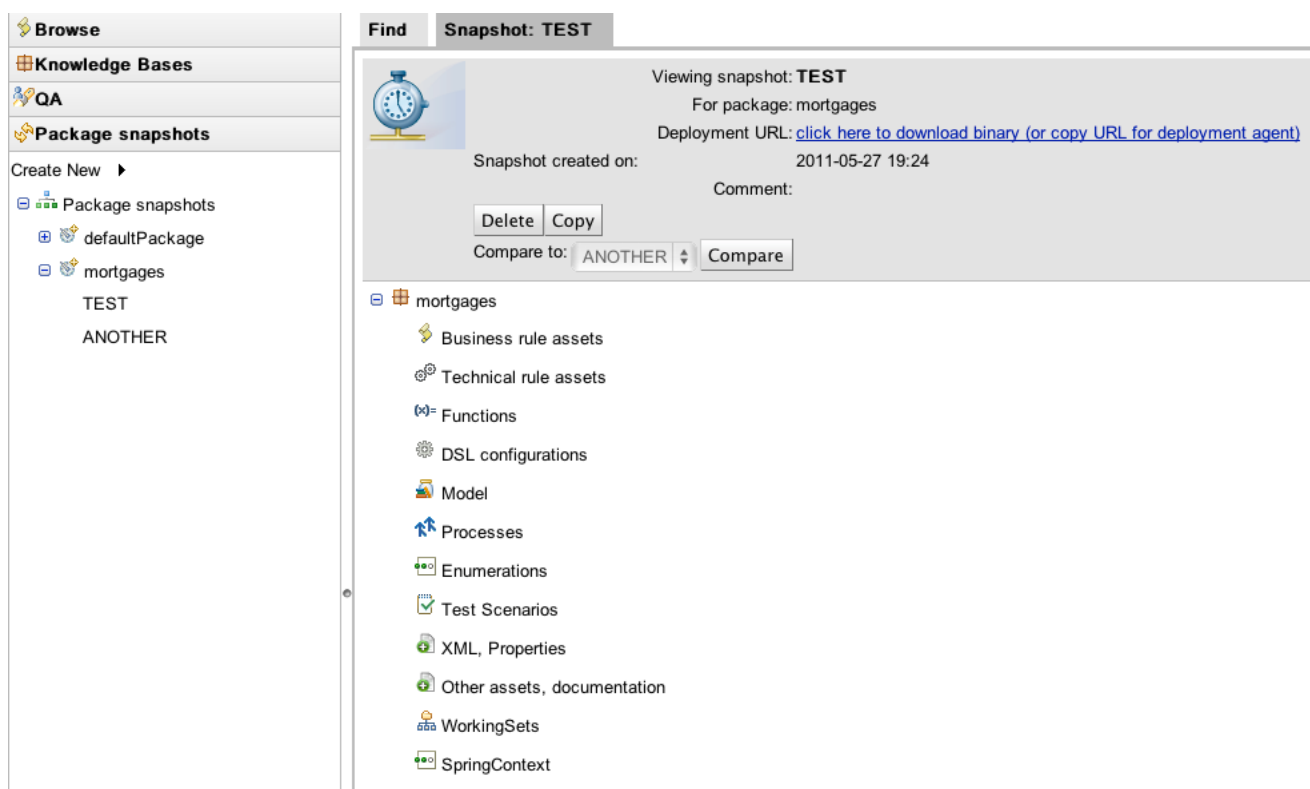 Browse
Knowledge Bases
QA
Package snapshots
Create New
Package snapshots
defaultPackage
mortgages
TEST
ANOTHER
Find
Snapshot: TEST
Viewing snapshot: TEST
For package: mortgages
Deployment URL: click here to download binary (or copy URL for deployment agent)
Snapshot created on: 2011-05-27 19:24
Comment:
Delete Copy
Compare to: ANOTHER Compare
mortgages
Business rule assets
Technical rule assets
(x)= Functions
DSL configurations
Model
Processes
Enumerations
Test Scenarios
XML, Properties
Other assets, documentation
WorkingSets
SpringContext